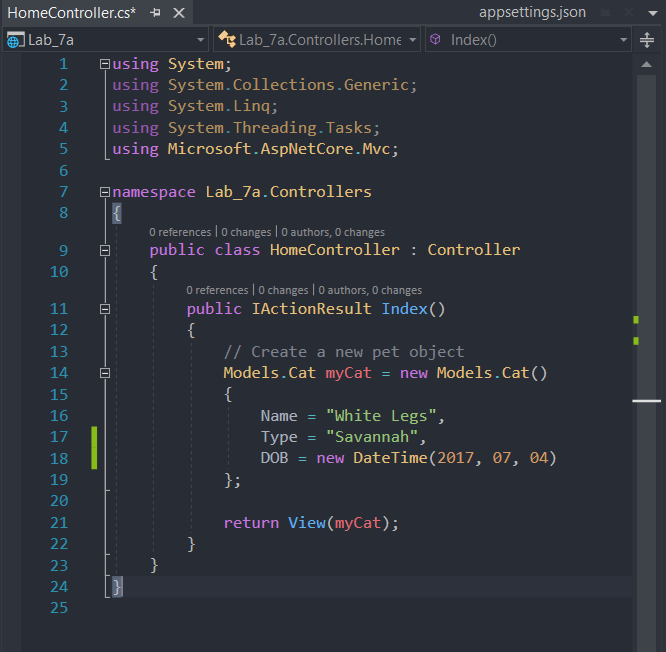 HomeController.cs*
appsettings.json
Lab_7a
Lab_7a.Controllers.Home
Index()
1 using System;
2 using System.Collections.Generic;
3 using System.Linq;
4 using System.Threading.Tasks;
5 using Microsoft.AspNetCore.Mvc;
6
7 namespace Lab_7a.Controllers
8 {
0 references | 0 changes | 0 authors, 0 changes
9 public class HomeController : Controller
10 {
0 references | 0 changes | 0 authors, 0 changes
11 public IActionResult Index()
12 {
13 // Create a new pet object
14 Models.Cat myCat = new Models.Cat()
15 {
16 Name = "White Legs",
17 Type = "Savannah",
18 DOB = new DateTime(2017, 07, 04)
19 };
20
21 return View(myCat);
22 }
23 }
24 }
25